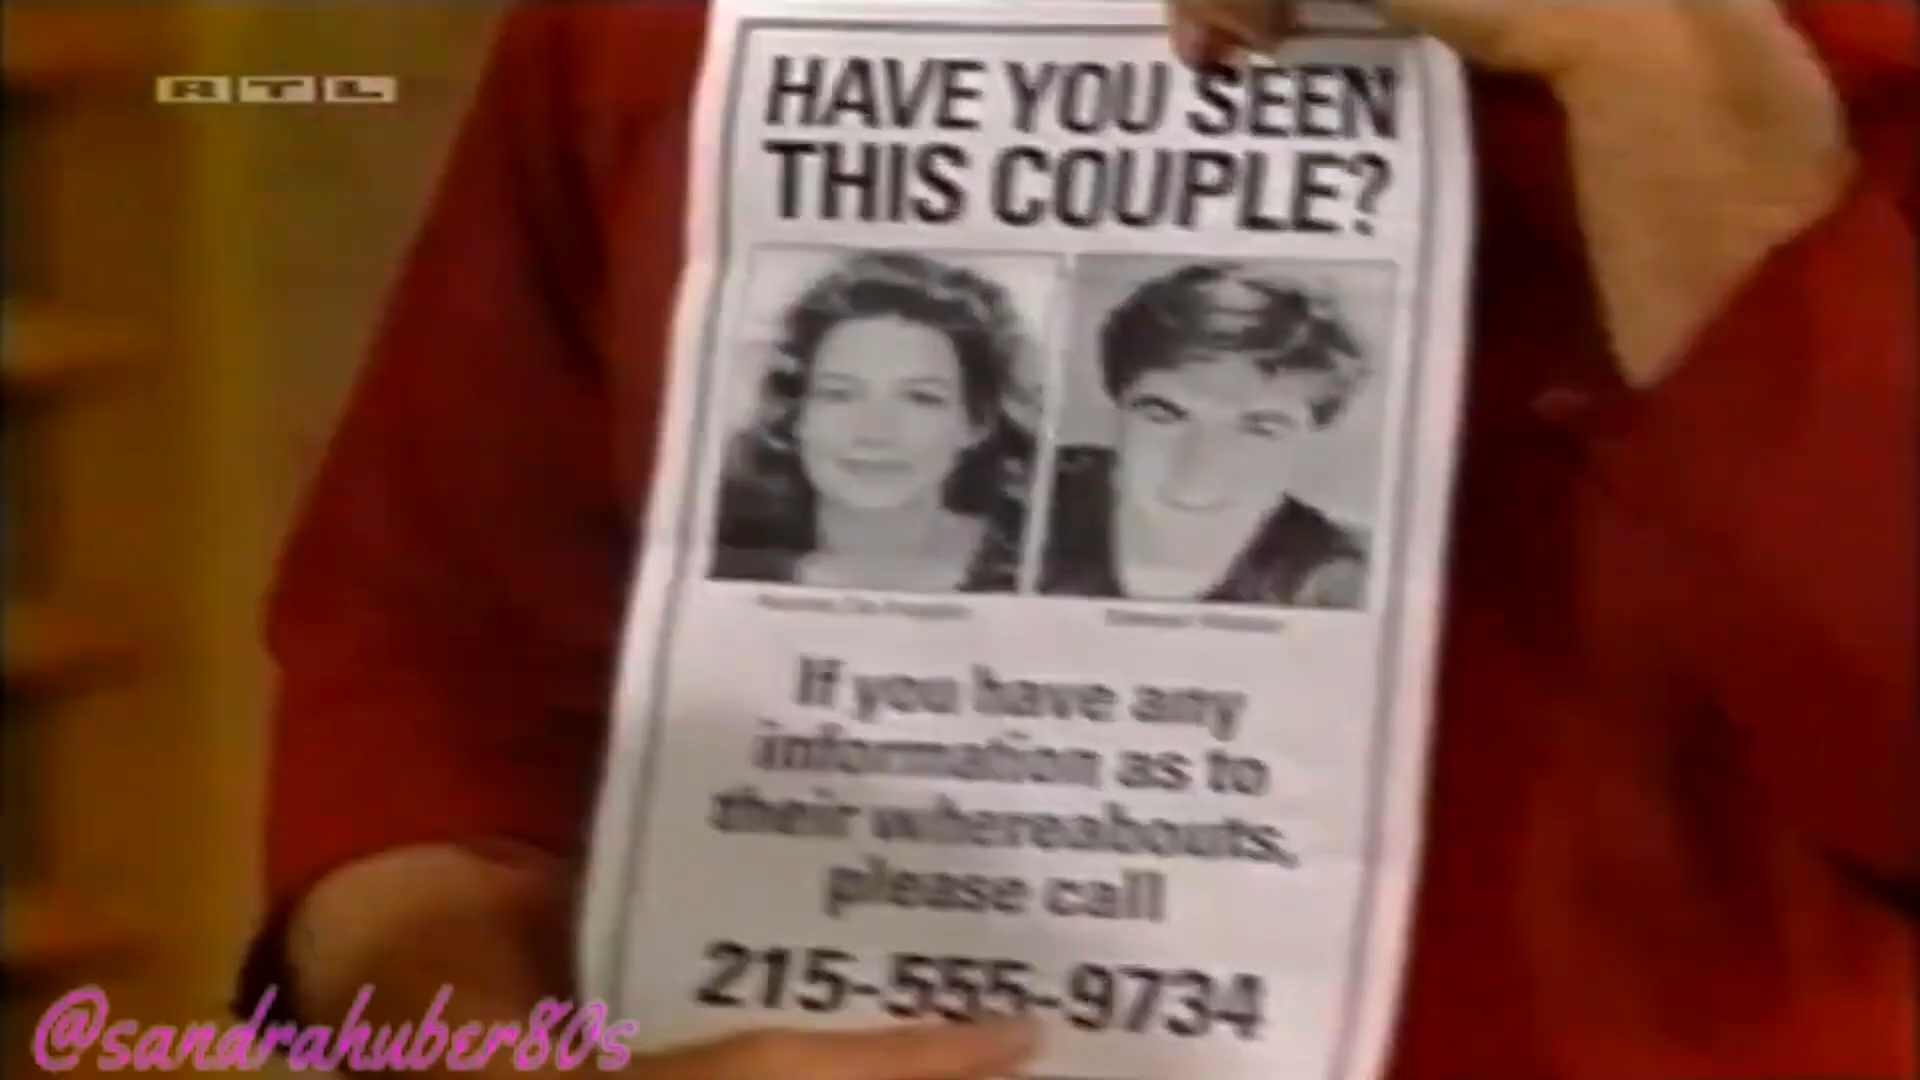 RTL
HAVE YOU SEEN
THIS COUPLE?
If you have any
information as to
their whereabouts,
please call
215-555-9734
@sandrahuber80s